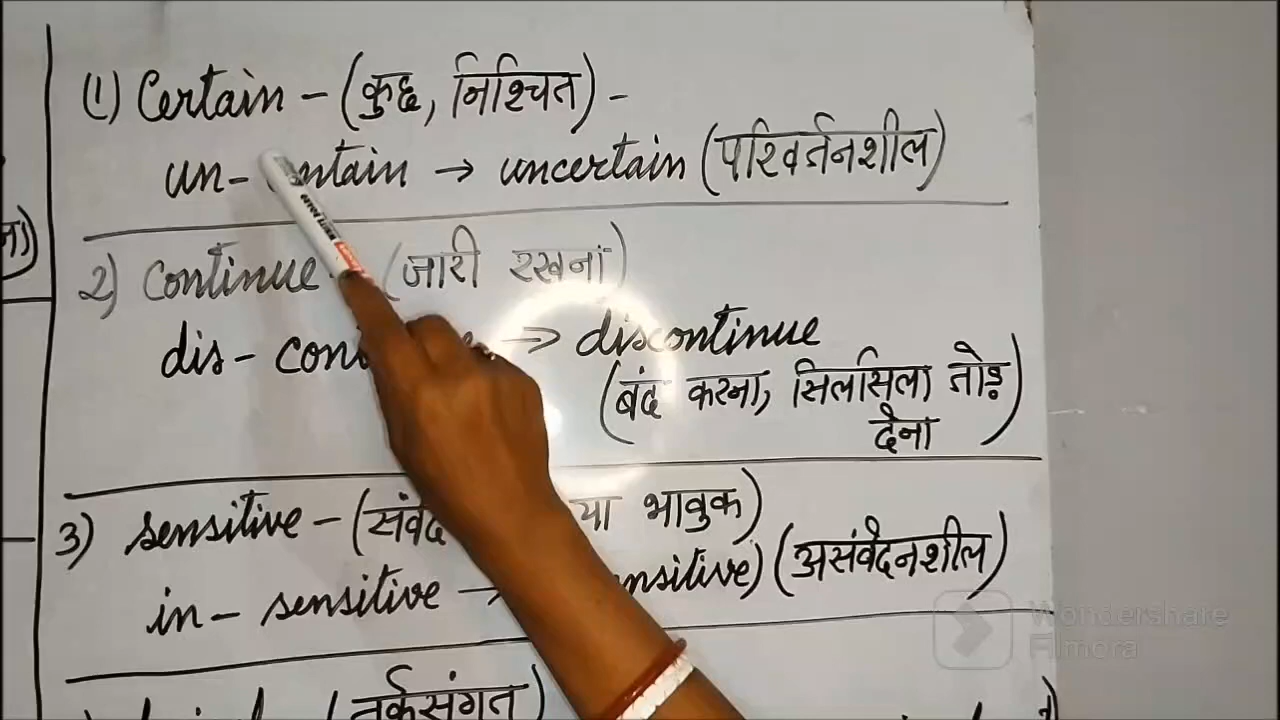 (1) Certain - (कुछ, निश्चित) -
un- → uncertain (परिवर्तनशील)
2) Continue (जारी रखना)
dis- → discontinue
(बंद करना, सिलसिला तोड़
देना
3) sensitive - ( या भावुक)
in- sensitive → (असंवेदनशील)
(तर्कसंगत)
Wondershare
Filmora